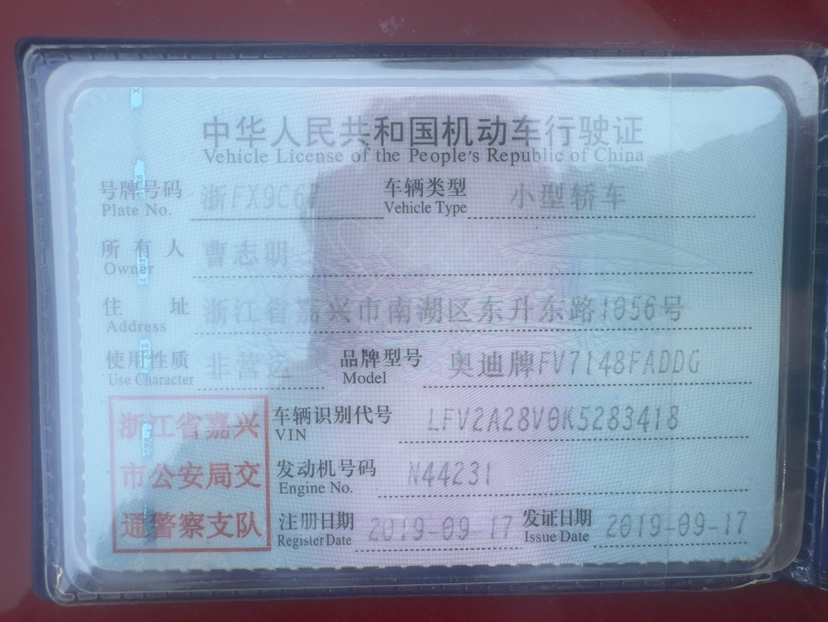 中华人民共和国机动车行驶证
Vehicle License of the People's Republic of China
号牌号码 浙FX9C67 车辆类型 小型轿车
Plate No. Vehicle Type
所有人 曹志明
Owner
住址 浙江省嘉兴市南湖区东升东路1056号
Address
使用性质 非营运 品牌型号 奥迪牌FV7148FADDG
Use Character Model
浙江省嘉兴
市公安局交
通警察支队
车辆识别代号 LFV2A28V0K5283418
VIN
发动机号码 N44231
Engine No.
注册日期 2019-09-17 发证日期 2019-09-17
Register Date Issue Date